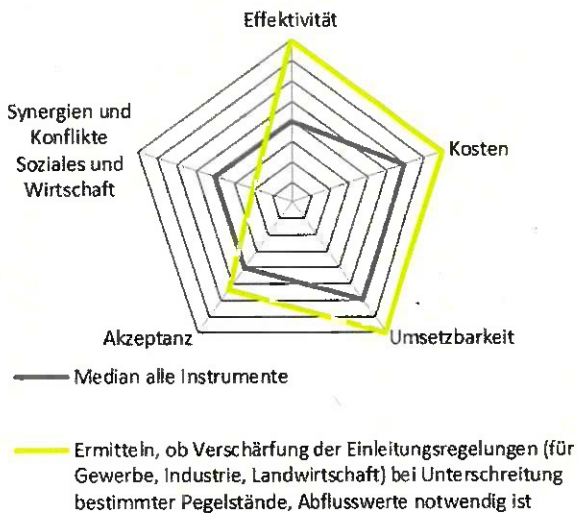 Effektivität
Synergien und
Konflikte
Soziales und
Wirtschaft
Kosten
Akzeptanz
Umsetzbarkeit
Median alle Instrumente
Ermitteln, ob Verschärfung der Einleitungsregelungen (für
Gewerbe, Industrie, Landwirtschaft) bei Unterschreitung
bestimmter Pegelstände, Abflusswerte notwendig ist